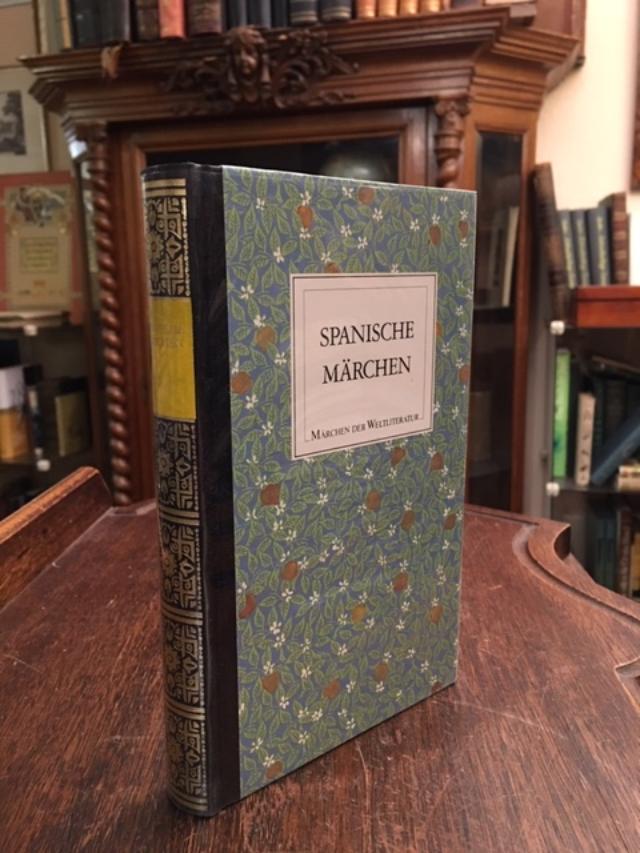 SPANISCHE
MÄRCHEN
MÄRCHEN DER WELTLITERATUR